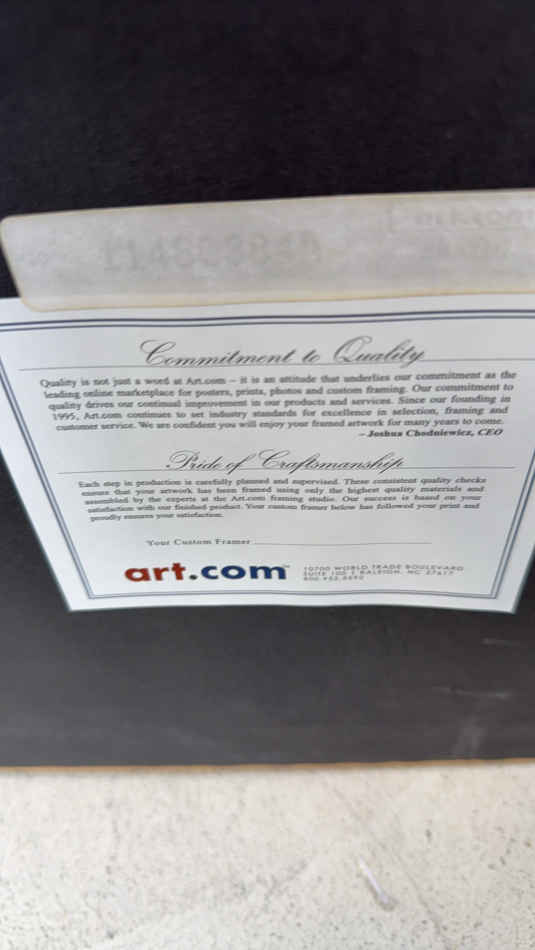 Commitment to Quality
Quality is not just a word at Art.com – it is an attitude that underlies our commitment as the
leading online marketplace for posters, prints, photos and custom framing. Our commitment to
quality drives our continual improvement in our products and services. Since our founding in
1995, Art.com continues to set industry standards for excellence in selection, framing and
customer service. We are confident you will enjoy your framed artwork for many years to come.
– Joshua Chodniewicz, CEO
Pride of Craftsmanship
Each step in production is carefully planned and supervised. These consistent quality checks
ensure that your artwork has been framed using only the highest quality materials and
assembled by the experts at the Art.com framing studio. Our success is based on your
satisfaction with our finished product. Your custom framer below has followed your print and
proudly ensures your satisfaction.
Your Custom Framer
art.com™
10700 WORLD TRADE BOULEVARD
SUITE 100 | RALEIGH, NC 27617